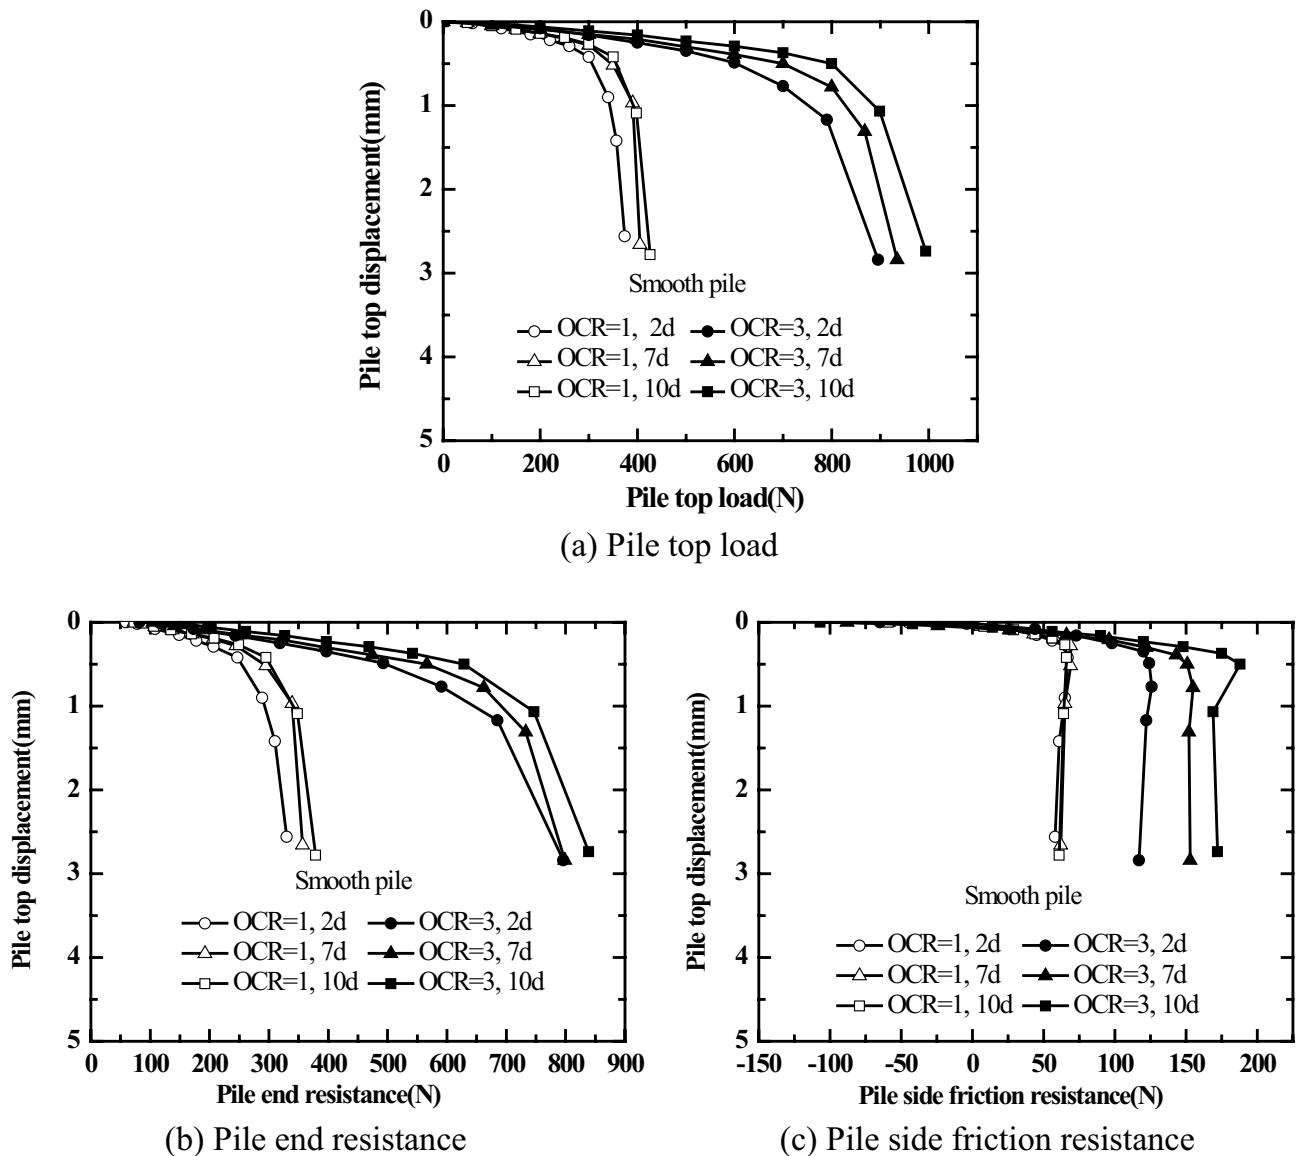 0
1
2
3
4
5
Pile top displacement(mm)
Smooth pile
OCR=1, 2d OCR=3, 2d
OCR=1, 7d OCR=3, 7d
OCR=1, 10d OCR=3, 10d
0 200 400 600 800 1000
Pile top load(N)
(a) Pile top load
0
1
2
3
4
5
Pile top displacement(mm)
Smooth pile
OCR=1, 2d OCR=3, 2d
OCR=1, 7d OCR=3, 7d
OCR=1, 10d OCR=3, 10d
0 100 200 300 400 500 600 700 800 900
Pile end resistance(N)
(b) Pile end resistance
0
1
2
3
4
5
Pile top displacement(mm)
Smooth pile
OCR=1, 2d OCR=3, 2d
OCR=1, 7d OCR=3, 7d
OCR=1, 10d OCR=3, 10d
-150 -100 -50 0 50 100 150 200
Pile side friction resistance(N)
(c) Pile side friction resistance